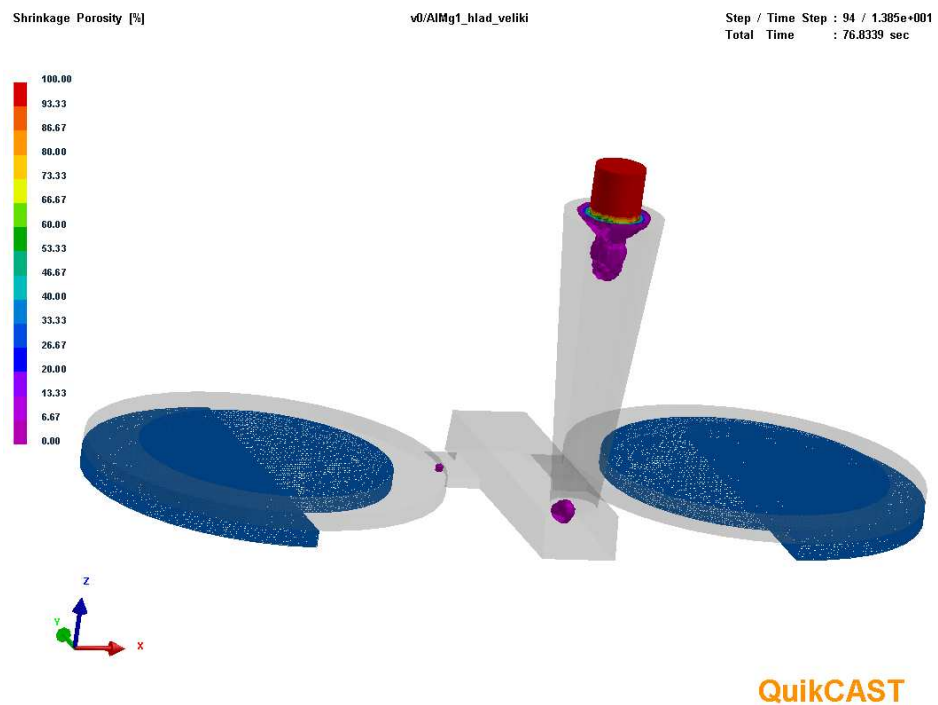 Shrinkage Porosity [%]
v0/AlMg1_hlad_veliki
Step / Time Step : 94 / 1.385e+001
Total Time : 76.8339 sec
100.00
93.33
86.67
80.00
73.33
66.67
60.00
53.33
46.67
40.00
33.33
26.67
20.00
13.33
6.67
0.00
Z
Y
X
QuikCAST